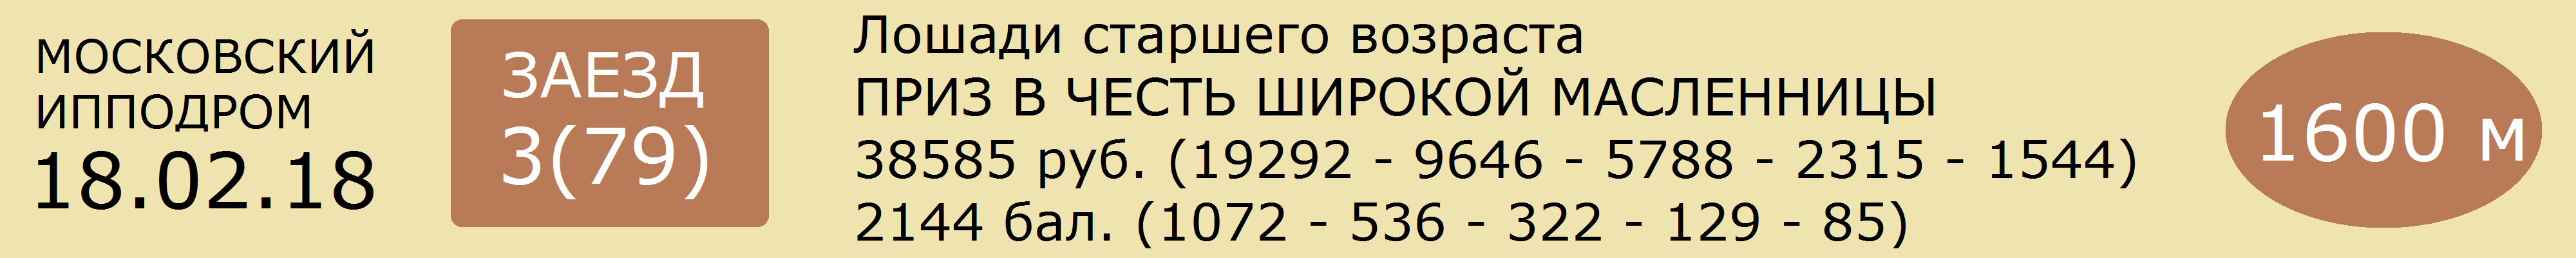 МОСКОВСКИЙ
ИППОДРОМ
18.02.18
ЗАЕЗД
3(79)
Лошади старшего возраста
ПРИЗ В ЧЕСТЬ ШИРОКОЙ МАСЛЕННИЦЫ
38585 руб. (19292 - 9646 - 5788 - 2315 - 1544)
2144 бал. (1072 - 536 - 322 - 129 - 85)
1600 м